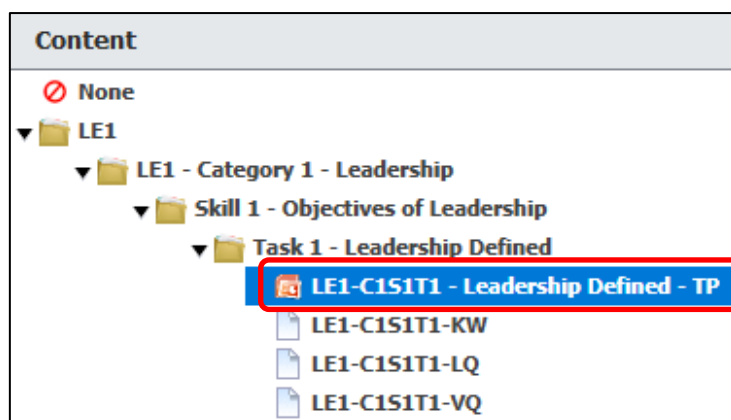 Content
None
LE1
LE1 - Category 1 - Leadership
Skill 1 - Objectives of Leadership
Task 1 - Leadership Defined
LE1-C1S1T1 - Leadership Defined - TP
LE1-C1S1T1-KW
LE1-C1S1T1-LQ
LE1-C1S1T1-VQ